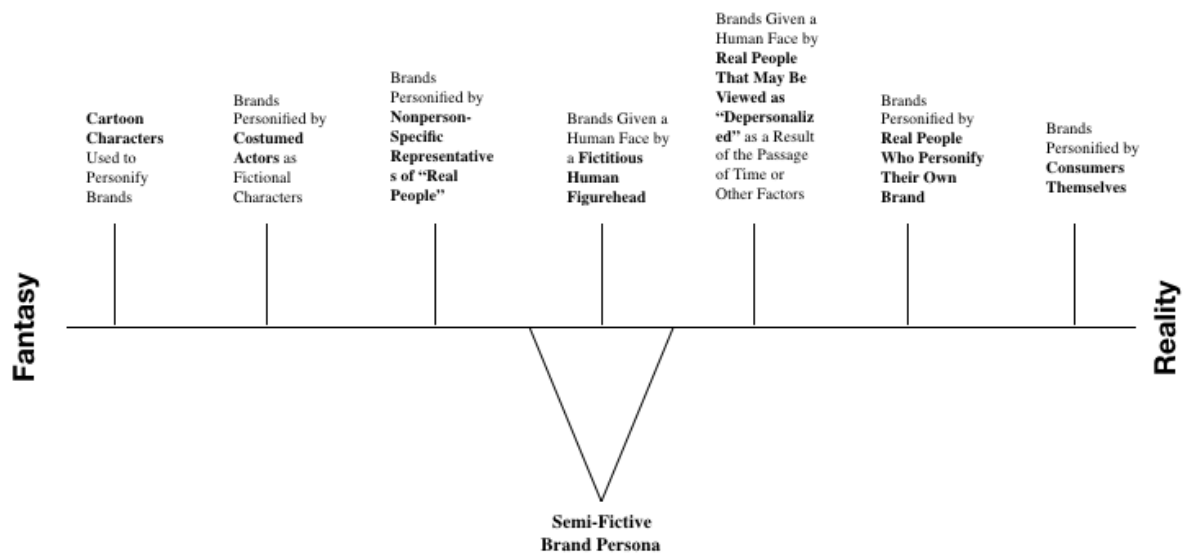 Cartoon
Characters
Used to
Personify
Brands
Brands
Personified by
Costumed
Actors as
Fictional
Characters
Brands
Personified by
Nonperson-
Specific
Representative
s of “Real
People”
Brands Given a
Human Face by
a Fictitious
Human
Figurehead
Brands Given a
Human Face by
Real People
That May Be
Viewed as
“Depersonaliz
ed” as a Result
of the Passage
of Time or
Other Factors
Brands
Personified by
Real People
Who Personify
Their Own
Brand
Brands
Personified by
Consumers
Themselves
Fantasy
Reality
Semi-Fictive
Brand Persona